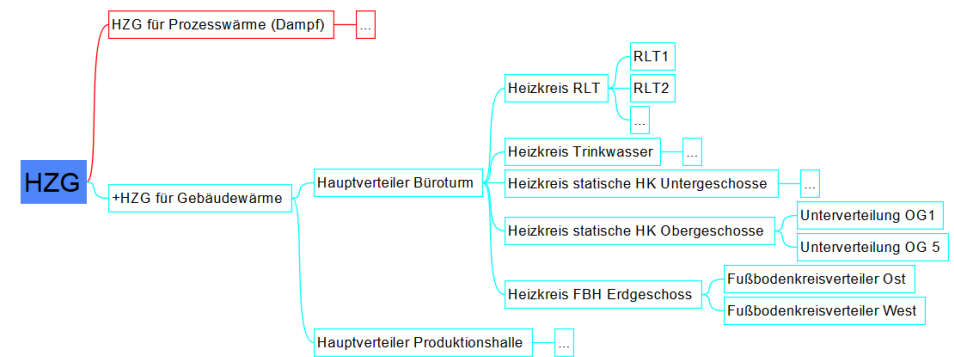 HZG für Prozesswärme (Dampf)
...
RLT1
Heizkreis RLT
RLT2
...
Heizkreis Trinkwasser
...
HZG
+HZG für Gebäudewärme
Hauptverteiler Büroturm
Heizkreis statische HK Untergeschosse
...
Heizkreis statische HK Obergeschosse
Unterverteilung OG1
Unterverteilung OG 5
Heizkreis FBH Erdgeschoss
Fußbodenkreisverteiler Ost
Fußbodenkreisverteiler West
Hauptverteiler Produktionshalle
...